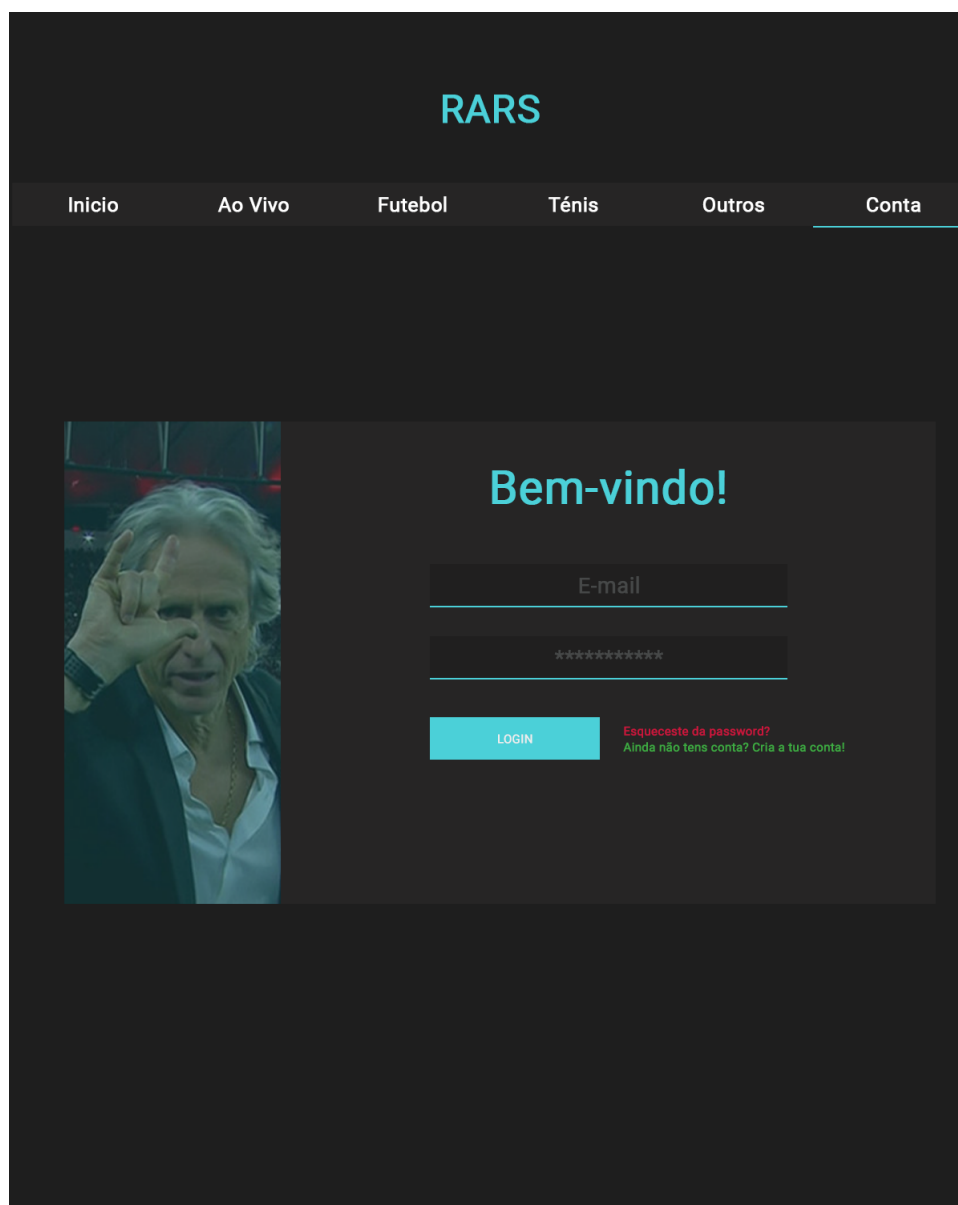 RARS
Inicio Ao Vivo Futebol Ténis Outros Conta
Bem-vindo!
E-mail
***********
LOGIN
Esqueceste da password?
Ainda não tens conta? Cria a tua conta!